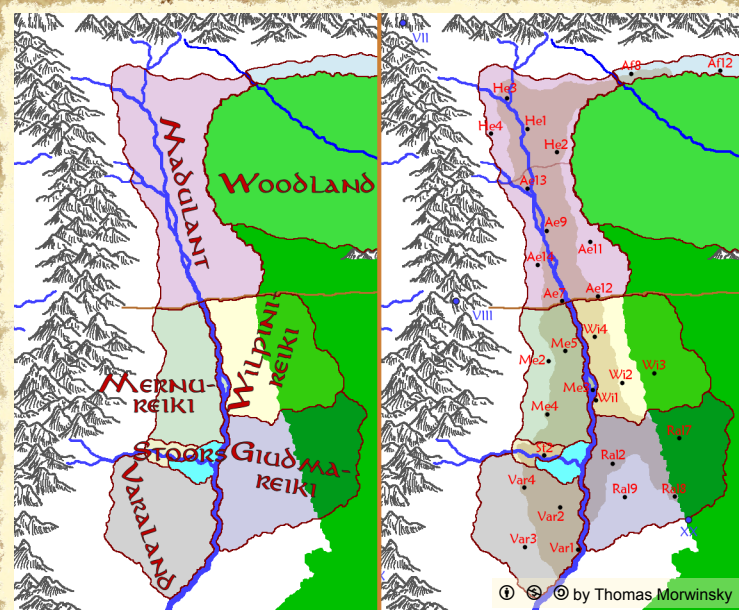 MADULANT
WOODLAND
WILPINI-
REIKI
MERNU-
REIKI
STOORS
GIUDMA-
REIKI
VARALAND
VII
Af8
Af12
He3
He4
He1
He2
Ae13
Ae9
Ae11
Ae14
Ae12
VIII
Wi4
Me5
Me2
Wi3
Wi2
Wi1
Me4
Ral7
St2
Ral2
Var4
Ral9
Ral8
Var2
XIX
Var3
Var1
by Thomas Morwinsky